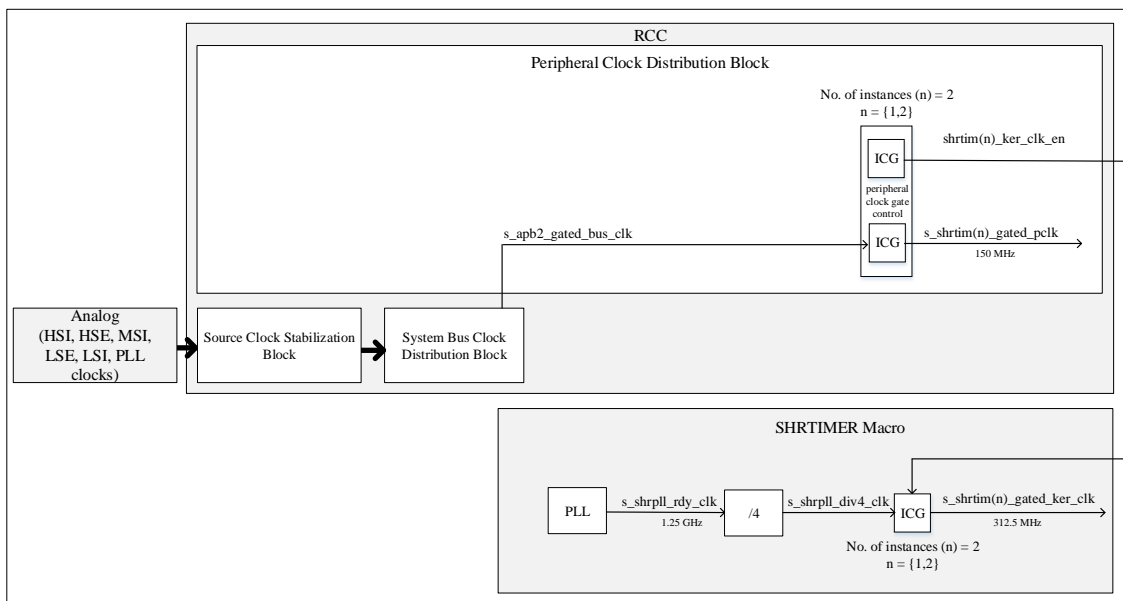 RCC
Peripheral Clock Distribution Block
No. of instances (n) = 2
n = {1,2}
ICG
shrtim(n)_ker_clk_en
peripheral
clock gate
control
s_apb2_gated_bus_clk
ICG
s_shrtim(n)_gated_pclk
150 MHz
Analog
(HSI, HSE, MSI,
LSE, LSI, PLL
clocks)
Source Clock Stabilization
Block
System Bus Clock
Distribution Block
SHRTIMER Macro
PLL
s_shrpll_rdy_clk
1.25 GHz
/4
s_shrpll_div4_clk
ICG
s_shrtim(n)_gated_ker_clk
312.5 MHz
No. of instances (n) = 2
n = {1,2}